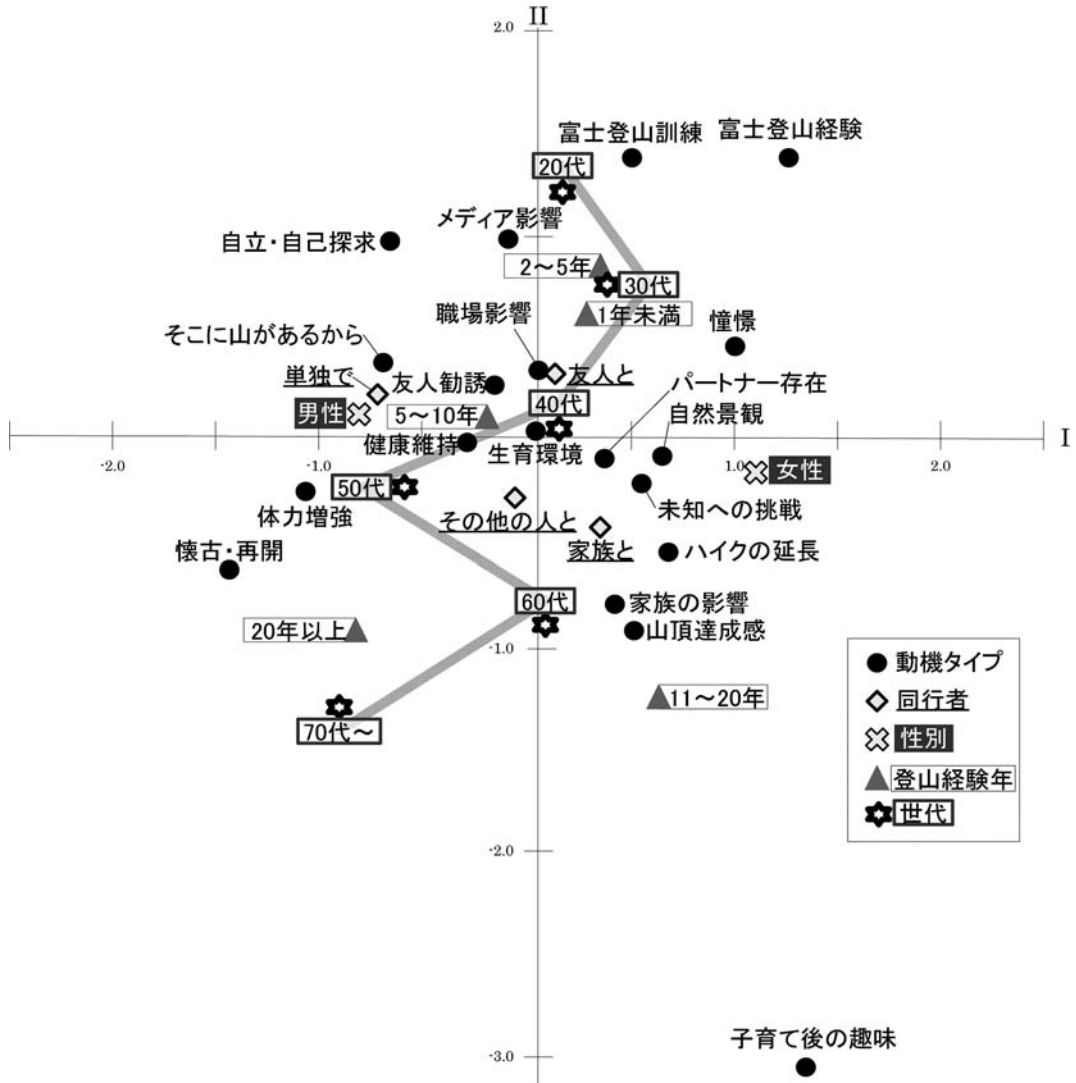 II
2.0
富士登山訓練
富士登山経験
20代
メディア影響
自立・自己探求
2～5年
30代
職場影響
1年未満
憧憬
そこに山があるから
単独で
友人勧誘
友人と
パートナー存在
男性
5～10年
40代
自然景観
I
健康維持
生育環境
-2.0
-1.0
1.0
2.0
女性
50代
体力増強
その他の人と
未知への挑戦
家族と
ハイクの延長
懐古・再開
60代
家族の影響
20年以上
山頂達成感
-1.0
11～20年
70代～
動機タイプ
同行者
性別
登山経験年
世代
-2.0
子育て後の趣味
-3.0